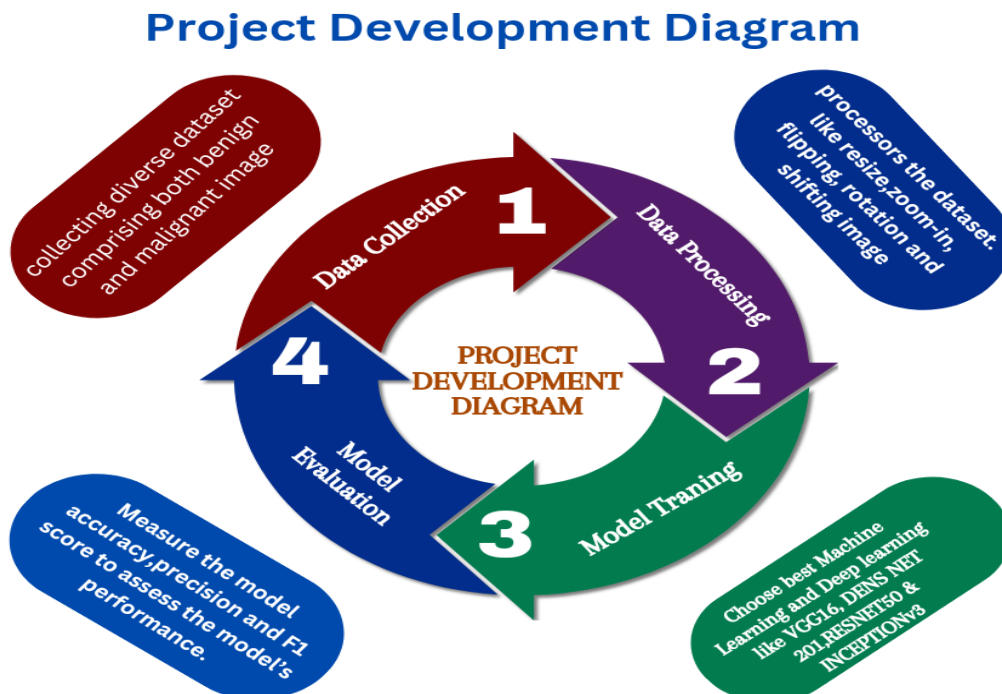 Project Development Diagram
collecting diverse dataset
comprising both benign
and malignant image
processors the dataset.
like resize,zoom-in,
flipping, rotation and
shifting image
1
Data Collection
Data Processing
2
4
PROJECT
DEVELOPMENT
DIAGRAM
Model
Evaluation
3
Model Traning
Measure the model
accuracy,precision and F1
score to assess the model’s
performance.
Choose best Machine
Learning and Deep learning
like VGG16, DENS NET
201,RESNET50 &
INCEPTIONv3